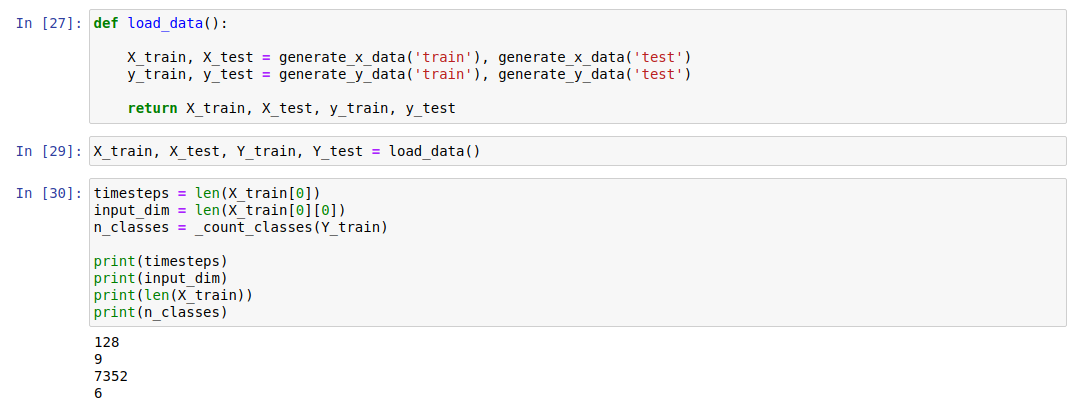 In [27]: def load_data():
X_train, X_test = generate_x_data('train'), generate_x_data('test')
y_train, y_test = generate_y_data('train'), generate_y_data('test')
return X_train, X_test, y_train, y_test
In [29]: X_train, X_test, Y_train, Y_test = load_data()
In [30]: timesteps = len(X_train[0])
input_dim = len(X_train[0][0])
n_classes = _count_classes(Y_train)
print(timesteps)
print(input_dim)
print(len(X_train))
print(n_classes)
128
9
7352
6